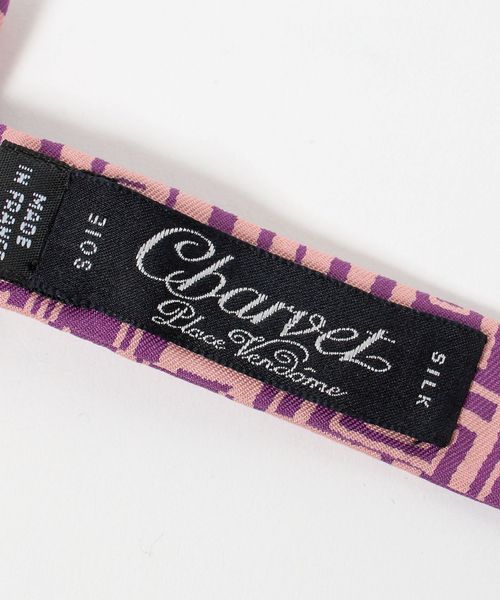 MADE
IN FRANCE
SOIE
Charvet
Place Vendôme
SILK